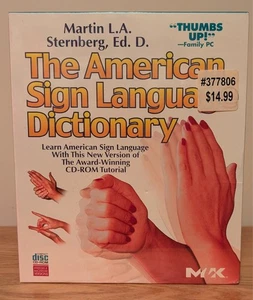 Martin L.A.
Sternberg, Ed. D.
"THUMBS
UP!"
—Family PC
The American
Sign Langua
Dictionary
#377806
$14.99
Learn American Sign Language
With This New Version of
The Award-Winning
CD-ROM Tutorial
disc